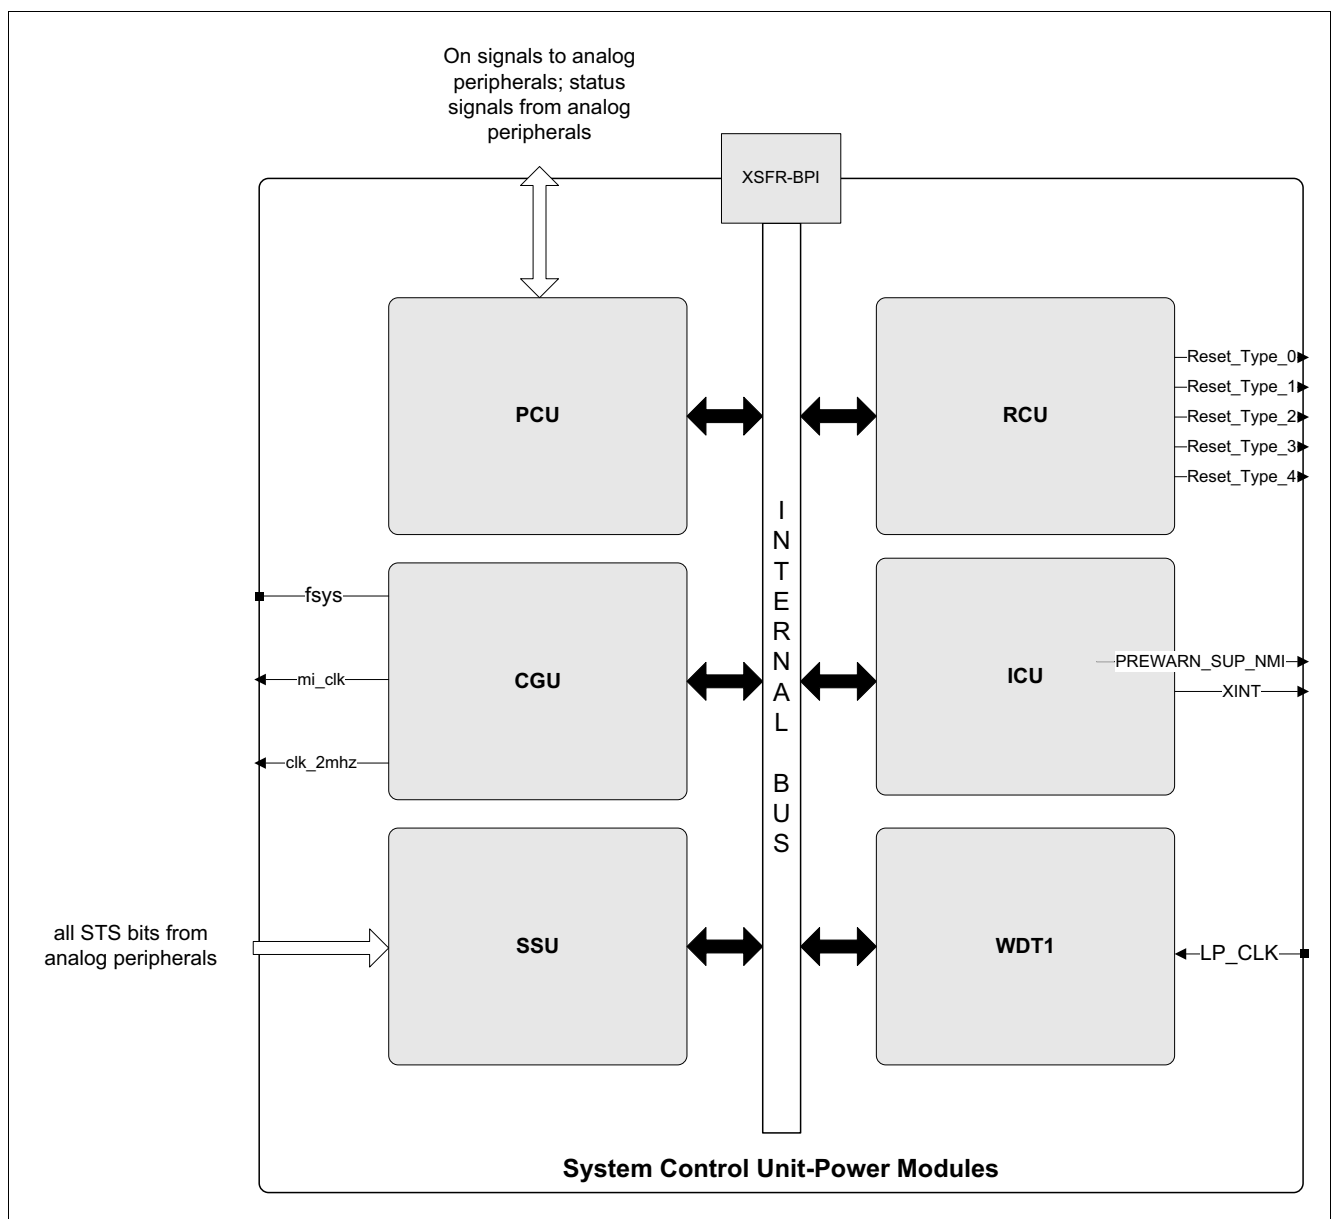 On signals to analog
peripherals; status
signals from analog
peripherals
XSFR-BPI
PCU
RCU
Reset_Type_0
Reset_Type_1
Reset_Type_2
Reset_Type_3
Reset_Type_4
INTERNAL BUS
fsys
mi_clk
clk_2mhz
CGU
ICU
PREWARN_SUP_NMI
XINT
all STS bits from
analog peripherals
SSU
WDT1
LP_CLK
System Control Unit-Power Modules